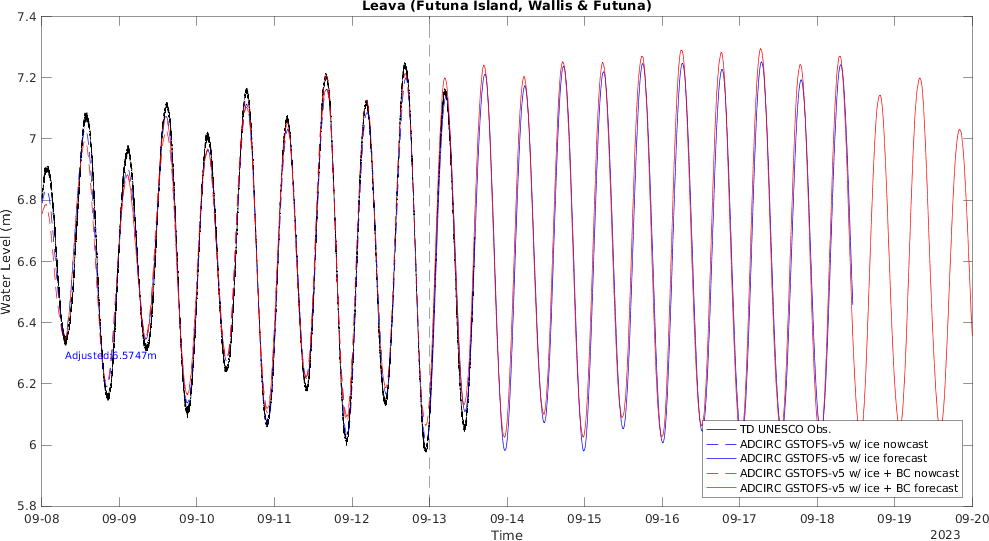 Leava (Futuna Island, Wallis & Futuna)
7.4
7.2
7
6.8
6.6
6.4
6.2
6
5.8
Water Level (m)
Adjusted:6.5747m
TD UNESCO Obs.
ADCIRC GSTOFS-v5 w/ ice nowcast
ADCIRC GSTOFS-v5 w/ ice forecast
ADCIRC GSTOFS-v5 w/ ice + BC nowcast
ADCIRC GSTOFS-v5 w/ ice + BC forecast
09-08 09-09 09-10 09-11 09-12 09-13 09-14 09-15 09-16 09-17 09-18 09-19 09-20
Time
2023